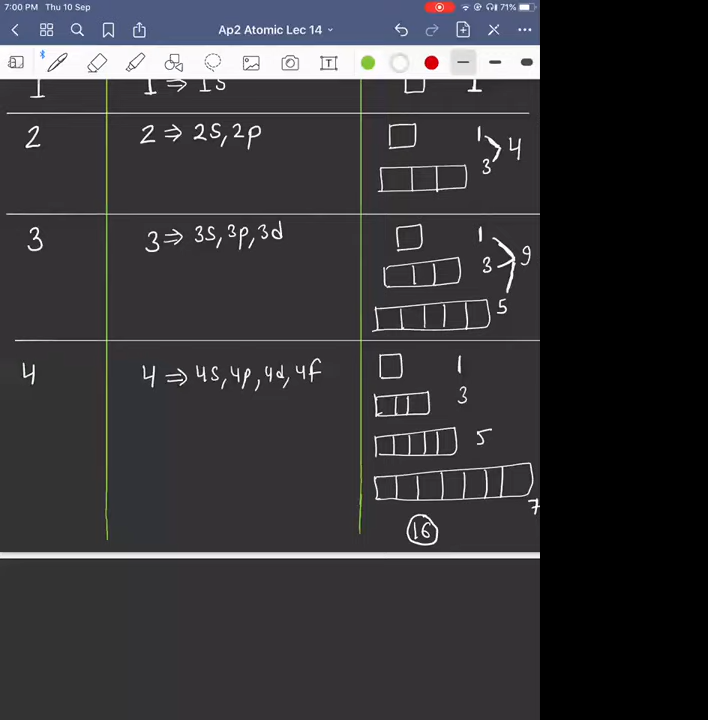 7:00 PM Thu 10 Sep 71%
Ap2 Atomic Lec 14
T
1 1 ⇒ 1s 1
2 2 ⇒ 2s, 2p 1
3 4
3 3 ⇒ 3s, 3p, 3d 1
3 9
5
4 4 ⇒ 4s, 4p, 4d, 4f 1
3
5
7
16